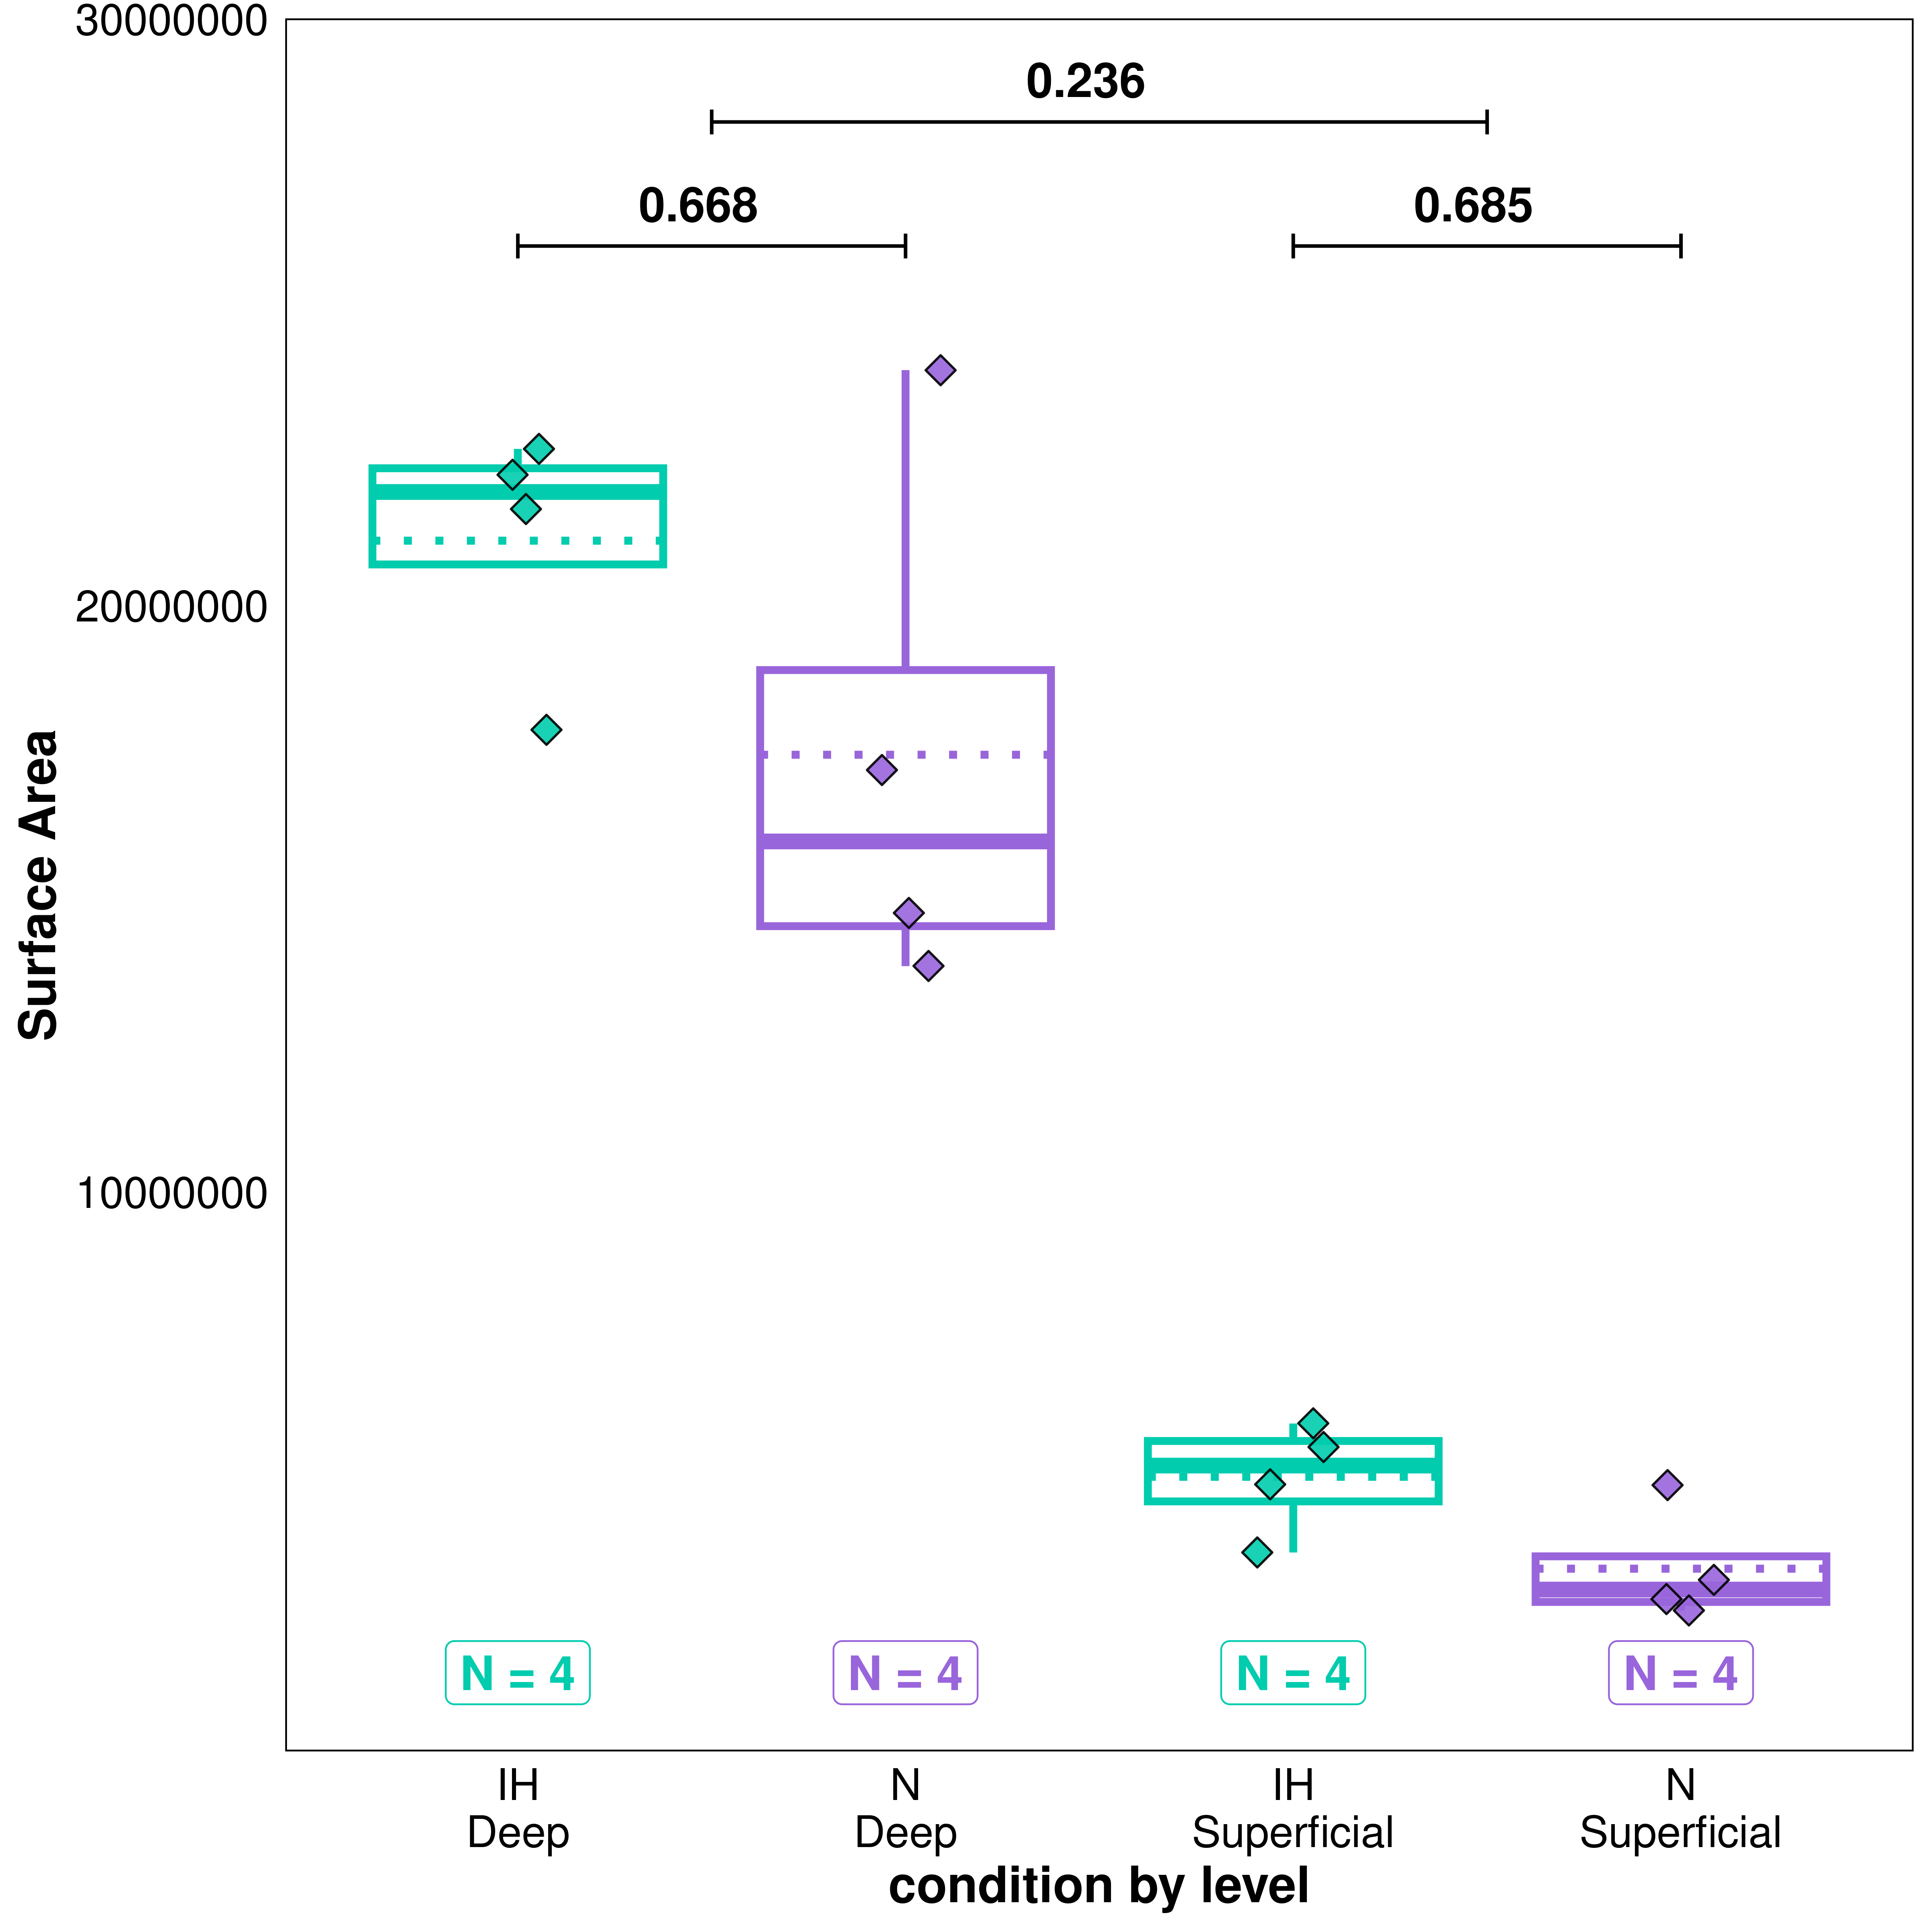 30000000
0.236
0.668
0.685
20000000
Surface Area
10000000
N = 4
N = 4
N = 4
N = 4
IH
Deep
N
Deep
IH
Superficial
N
Superficial
condition by level